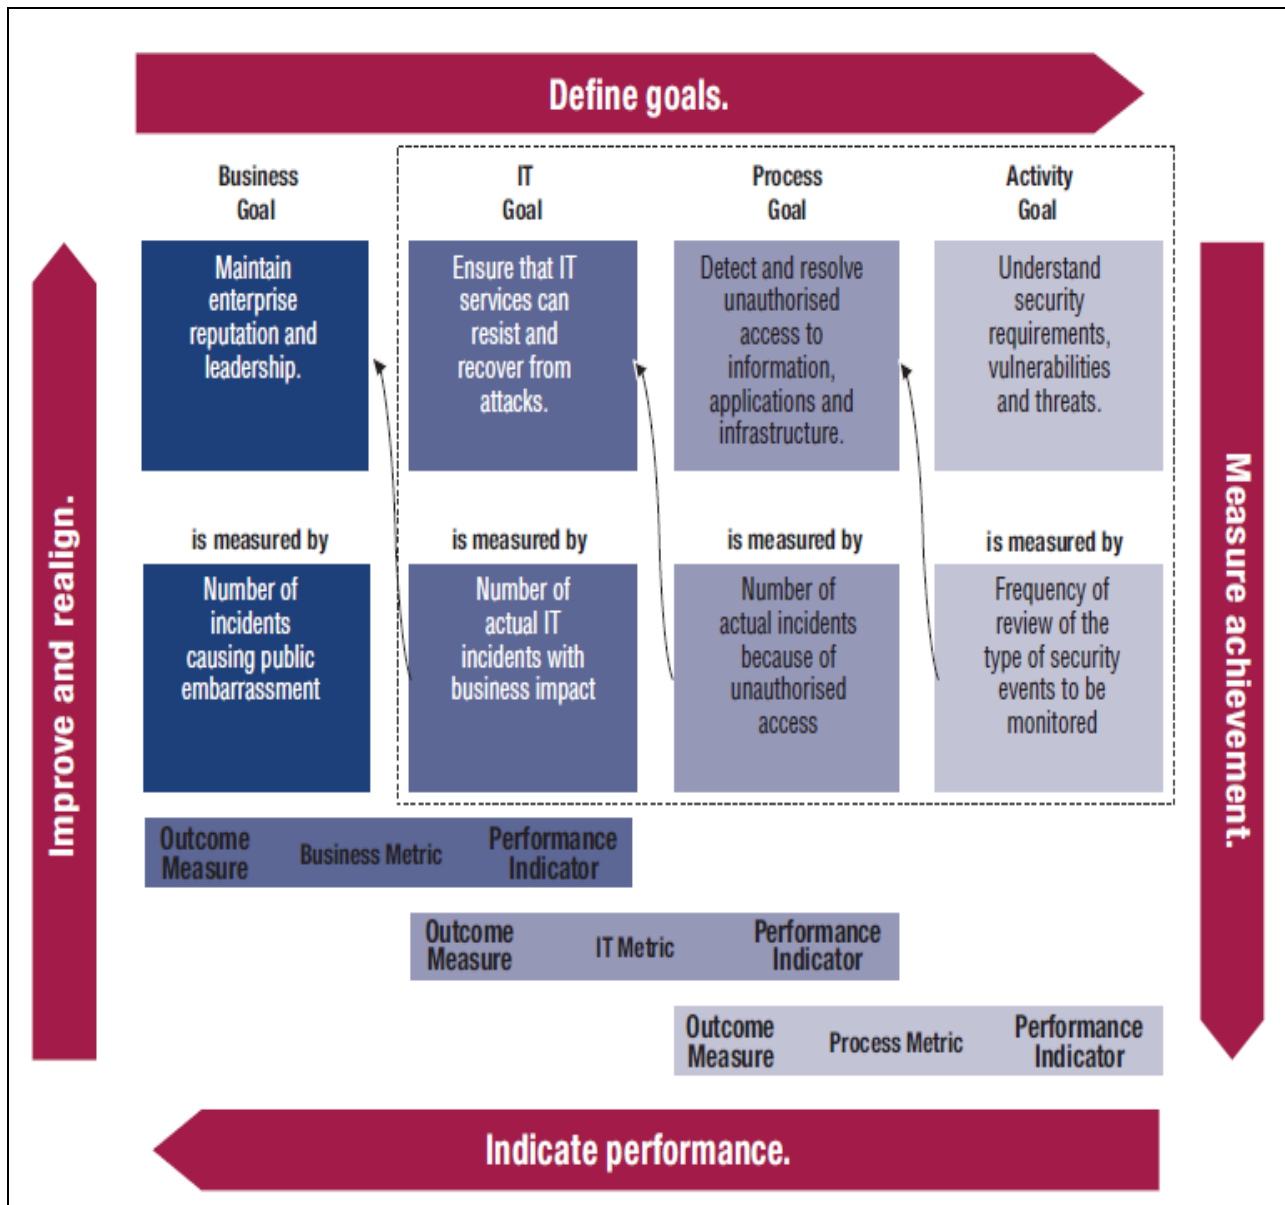 Define goals.
Business
Goal
IT
Goal
Process
Goal
Activity
Goal
Maintain
enterprise
reputation and
leadership.
Ensure that IT
services can
resist and
recover from
attacks.
Detect and resolve
unauthorised
access to
information,
applications and
infrastructure.
Understand
security
requirements,
vulnerabilities
and threats.
is measured by
is measured by
is measured by
is measured by
Number of
incidents
causing public
embarrassment
Number of
actual IT
incidents with
business impact
Number of
actual incidents
because of
unauthorised
access
Frequency of
review of the
type of security
events to be
monitored
Improve and realign.
Measure achievement.
Outcome
Measure
Business Metric
Performance
Indicator
Outcome
Measure
IT Metric
Performance
Indicator
Outcome
Measure
Process Metric
Performance
Indicator
Indicate performance.